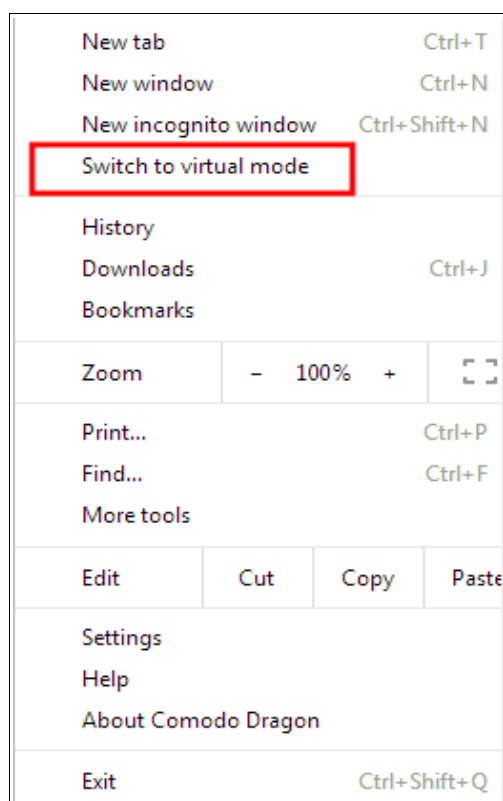 New tab Ctrl+T
New window Ctrl+N
New incognito window Ctrl+Shift+N
Switch to virtual mode
History
Downloads Ctrl+J
Bookmarks
Zoom − 100% +
Print... Ctrl+P
Find... Ctrl+F
More tools
Edit Cut Copy Paste
Settings
Help
About Comodo Dragon
Exit Ctrl+Shift+Q